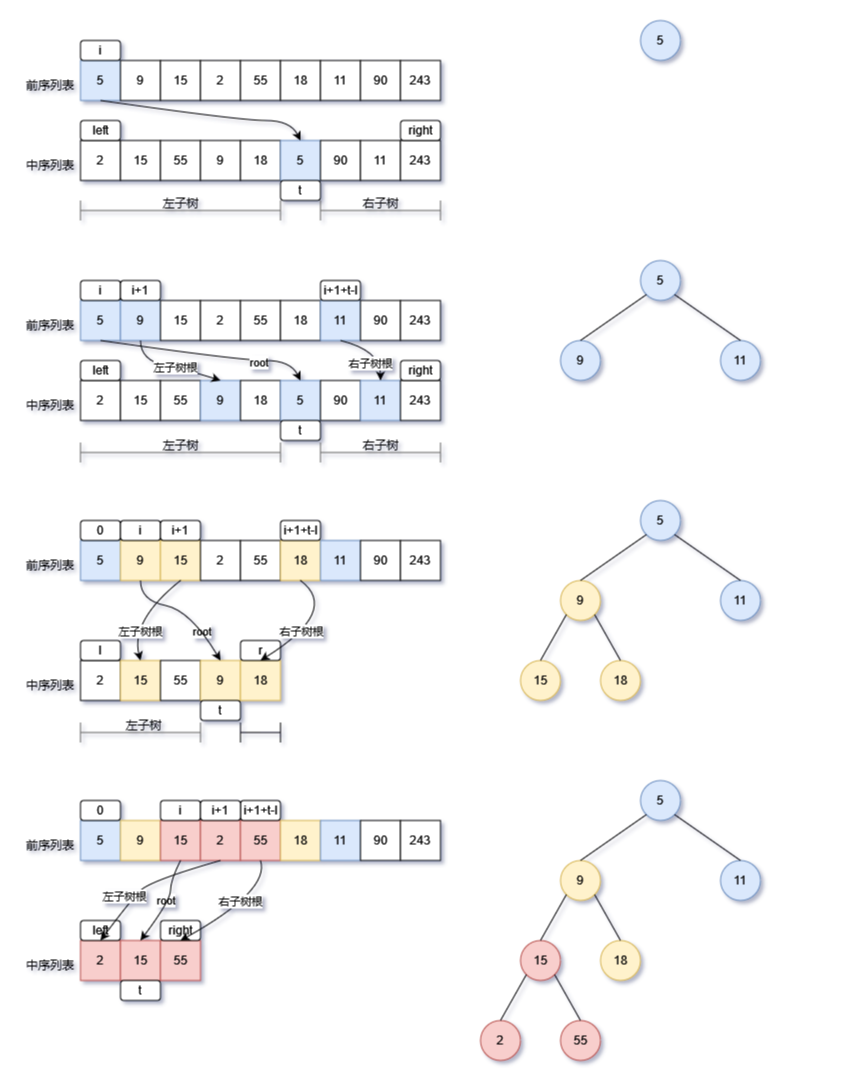 i
5
前序列表 5 9 15 2 55 18 11 90 243
left right
中序列表 2 15 55 9 18 5 90 11 243
t
左子树 右子树
i i+1 i+1+t-l
5
前序列表 5 9 15 2 55 18 11 90 243
左子树根 root 右子树根
left right
9 11
中序列表 2 15 55 9 18 5 90 11 243
t
左子树 右子树
0 i i+1 i+1+t-l
5
前序列表 5 9 15 2 55 18 11 90 243
9 11
左子树根 root 右子树根
l r
中序列表 2 15 55 9 18
15 18
t
左子树
0 i i+1 i+1+t-l
5
前序列表 5 9 15 2 55 18 11 90 243
9 11
左子树根 root 右子树根
left right
中序列表 2 15 55
15 18
t
2 55